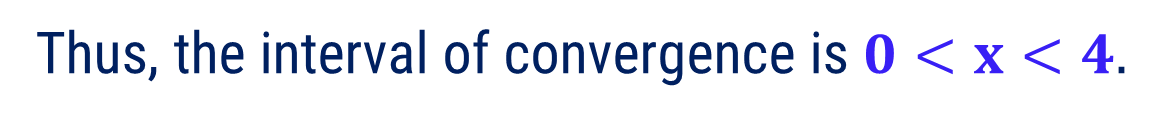 Thus, the interval of convergence is 0 < x < 4.